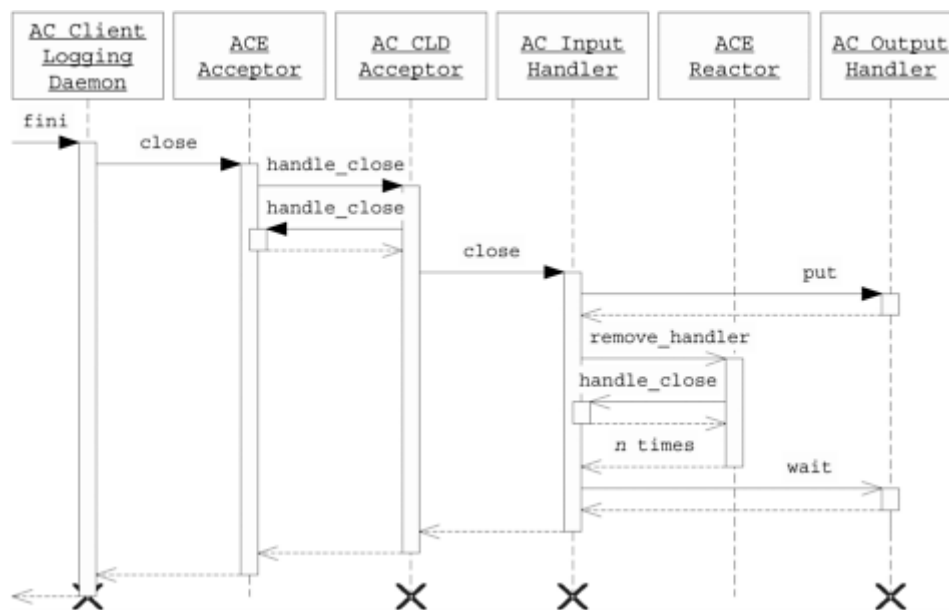 AC Client
Logging
Daemon
ACE
Acceptor
AC CLD
Acceptor
AC Input
Handler
ACE
Reactor
AC Output
Handler
fini
close
handle_close
handle_close
close
put
remove_handler
handle_close
n times
wait